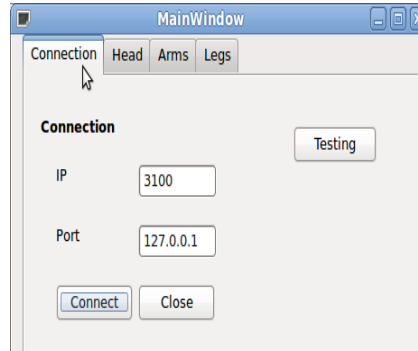 MainWindow
Connection Head Arms Legs
Connection
Testing
IP 3100
Port 127.0.0.1
Connect Close